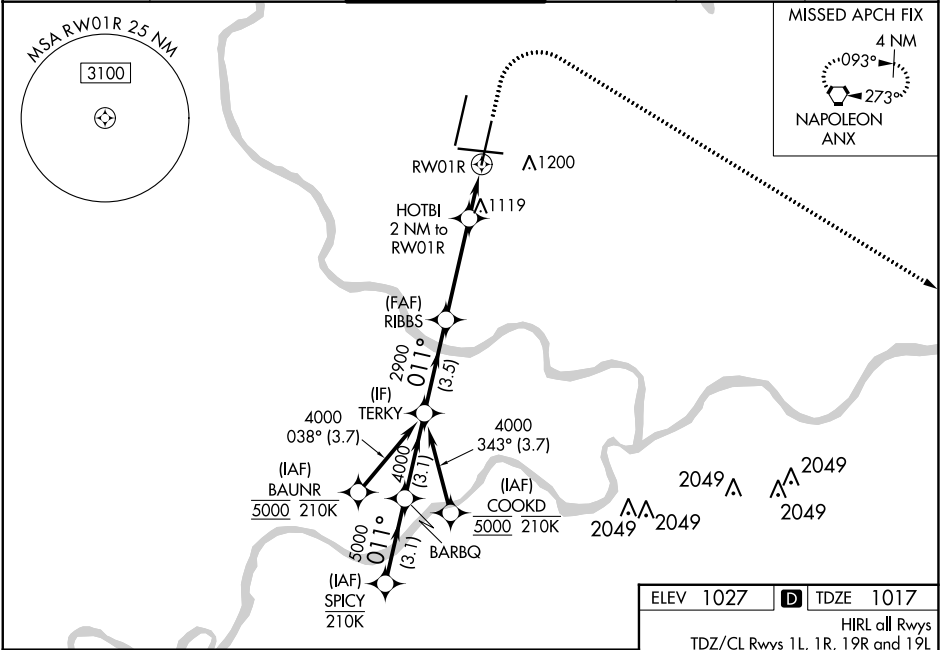 MSA RW01R 25 NM
3100
MISSED APCH FIX
4 NM
093°
273°
NAPOLEON
ANX
RW01R
1200
HOTBI
2 NM to
RW01R
1119
(FAF)
RIBBS
2900
011°
(3.5)
(IF)
TERKY
4000
038° (3.7)
4000
343° (3.7)
4000
(3.1)
(IAF)
BAUNR
5000 210K
(IAF)
COOKD
5000 210K
BARBQ
5000
011°
(3.1)
(IAF)
SPICY
210K
2049
2049
2049
2049
2049
ELEV 1027 D TDZE 1017
HIRL all Rwys
TDZ/CL Rwys 1L, 1R, 19R and 19L